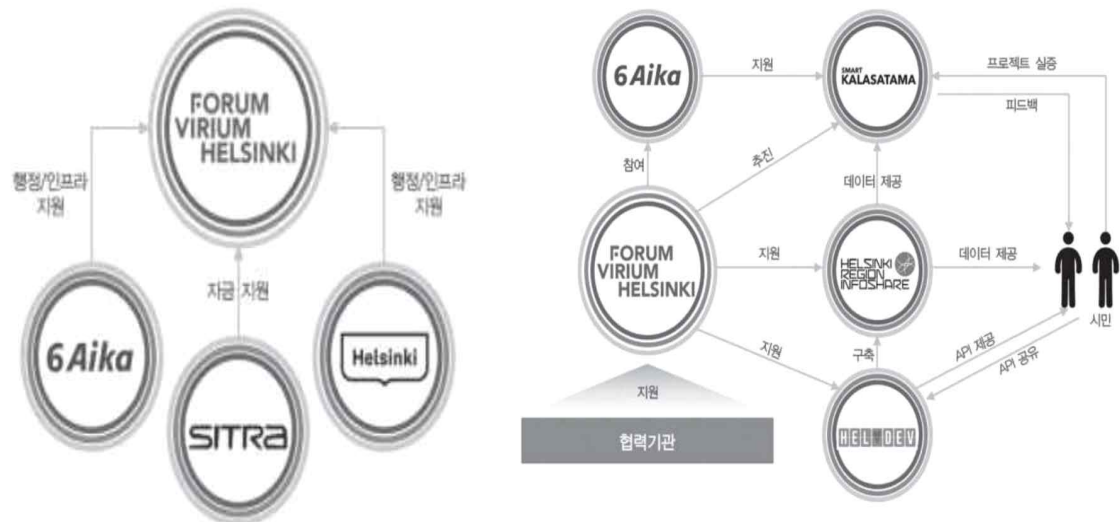 FORUM
VIRIUM
HELSINKI
행정/인프라
지원
행정/인프라
지원
자금 지원
6Aika
Helsinki
SITRA
6Aika
지원
SMART
KALASATAMA
프로젝트 실증
피드백
참여
추진
데이터 제공
FORUM
VIRIUM
HELSINKI
지원
HELSINKI
REGION
INFOSHARE
데이터 제공
시민
지원
구축
API 제공
API 공유
지원
협력기관
HEL DEV